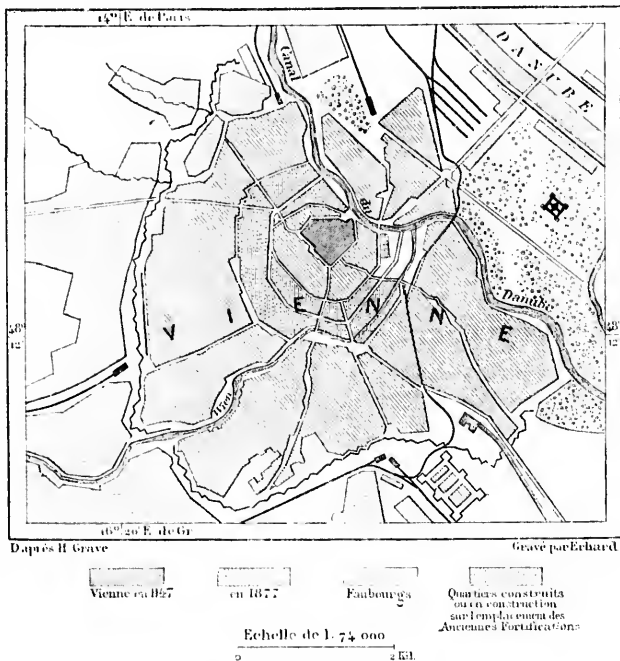 14° E. de Paris
Canal
DANUBE
du
Danube
48°
12'
48°
12'
VIENNE
Wien
16° 20' E. de Gr
D'après H. Grave
Gravé par Erhard
Vienne en 947
en 1877
Faubourgs
Quartiers construits
ou en construction
sur l'emplacement des
Anciennes Fortifications
Echelle de 1. 74 000
0
2 Kil.